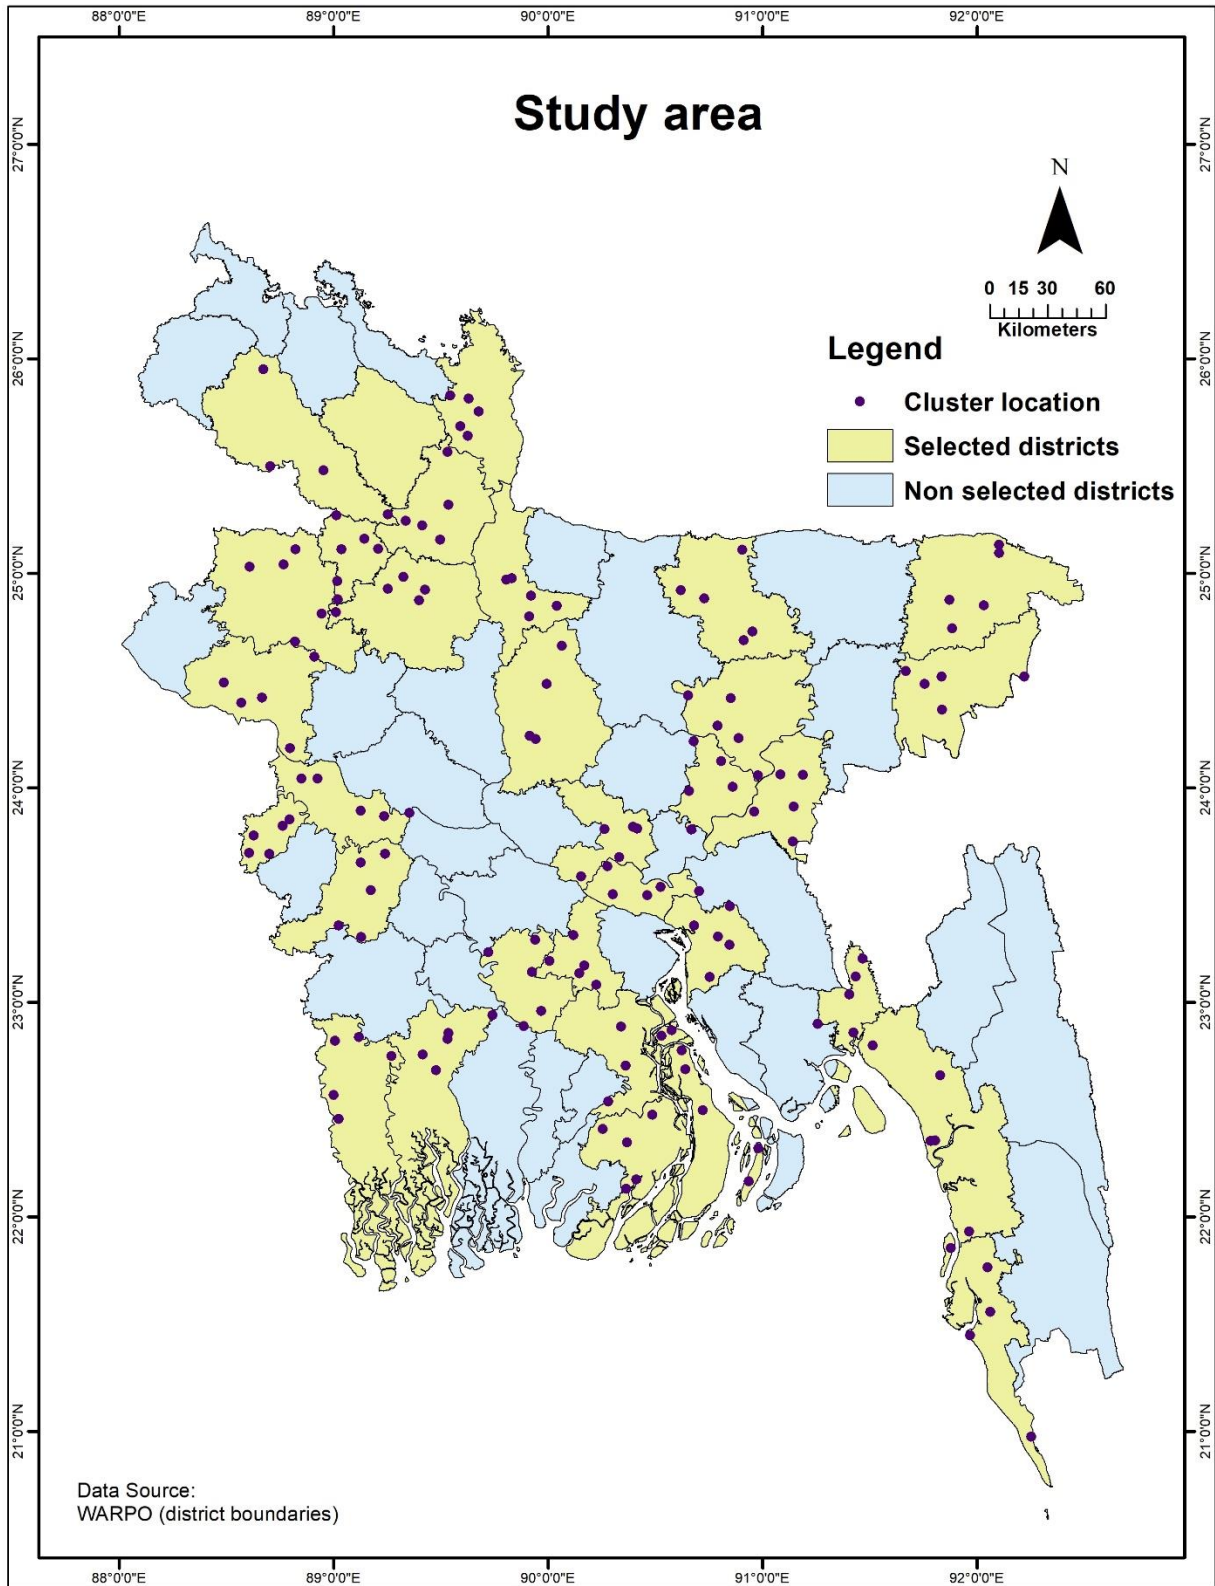 88°0'0"E 89°0'0"E 90°0'0"E 91°0'0"E 92°0'0"E
Study area
27°0'0"N 27°0'0"N
N
0 15 30 60
Kilometers
Legend
26°0'0"N 26°0'0"N
Cluster location
Selected districts
Non selected districts
25°0'0"N 25°0'0"N
24°0'0"N 24°0'0"N
23°0'0"N 23°0'0"N
22°0'0"N 22°0'0"N
21°0'0"N 21°0'0"N
Data Source:
WARPO (district boundaries)
88°0'0"E 89°0'0"E 90°0'0"E 91°0'0"E 92°0'0"E